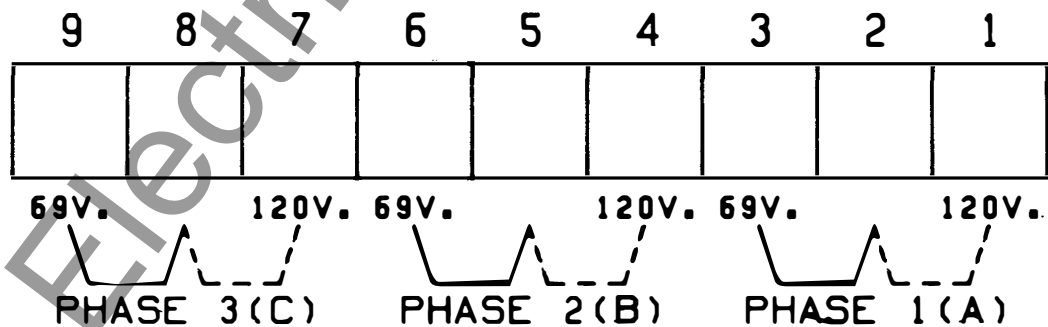 9 8 7 6 5 4 3 2 1
69V. 120V. 69V. 120V. 69V. 120V.
PHASE 3(C) PHASE 2(B) PHASE 1(A)
Electri